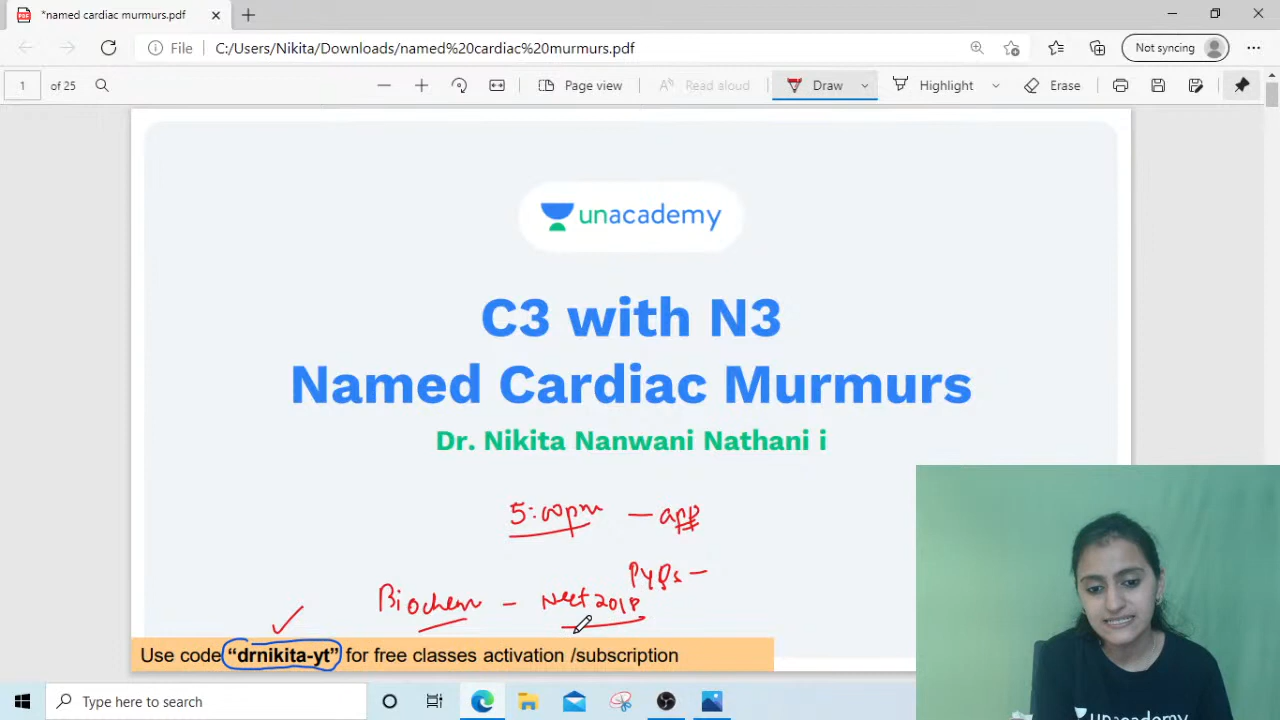 *named cardiac murmurs.pdf
File C:/Users/Nikita/Downloads/named%20cardiac%20murmurs.pdf Not syncing
1 of 25 Page view Read aloud Draw Highlight Erase
unacademy
C3 with N3
Named Cardiac Murmurs
Dr. Nikita Nanwani Nathani i
5:00pm – app
PYQs –
Biochem – Neet 2018
Use code “drnikita-yt” for free classes activation /subscription
unacademy
Type here to search